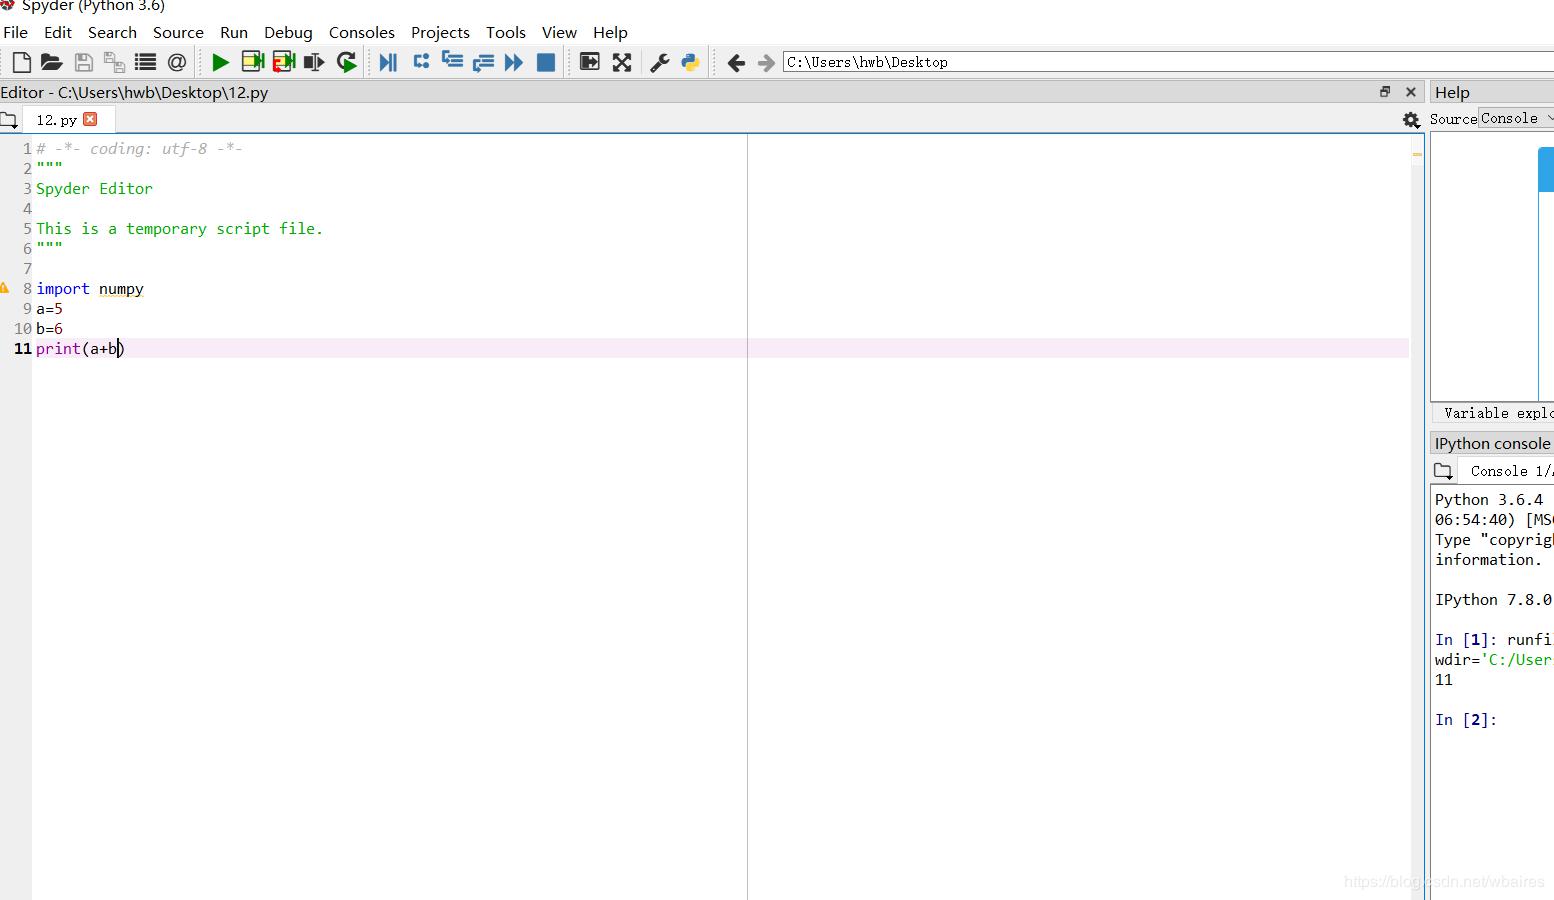 Spyder (Python 3.6)
File Edit Search Source Run Debug Consoles Projects Tools View Help
C:\Users\hwb\Desktop
Editor - C:\Users\hwb\Desktop\12.py
12.py
1 # -*- coding: utf-8 -*-
2 """
3 Spyder Editor
4
5 This is a temporary script file.
6 """
7
8 import numpy
9 a=5
10 b=6
11 print(a+b)
Help
Source Console
Variable explo
IPython console
Console 1/A
Python 3.6.4
06:54:40) [MSC
Type "copyrigh
information.
IPython 7.8.0
In [1]: runfi
wdir='C:/User
11
In [2]:
https://blog.csdn.net/wbaires